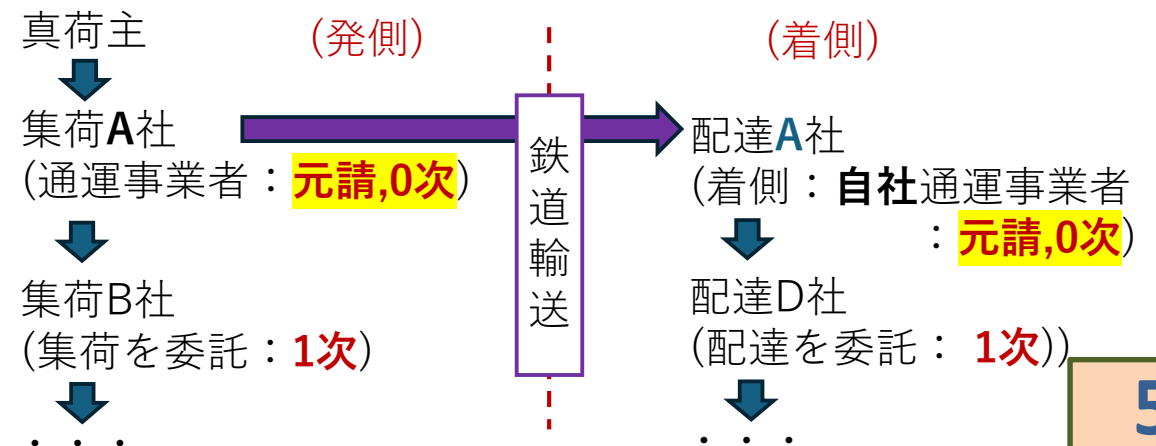 真荷主
(発側)
(着側)
集荷A社
(通運事業者：元請,0次)
集荷B社
(集荷を委託：1次)
・・・
鉄道輸送
配達A社
(着側：自社通運事業者
：元請,0次)
配達D社
(配達を委託： 1次))
・・・
5